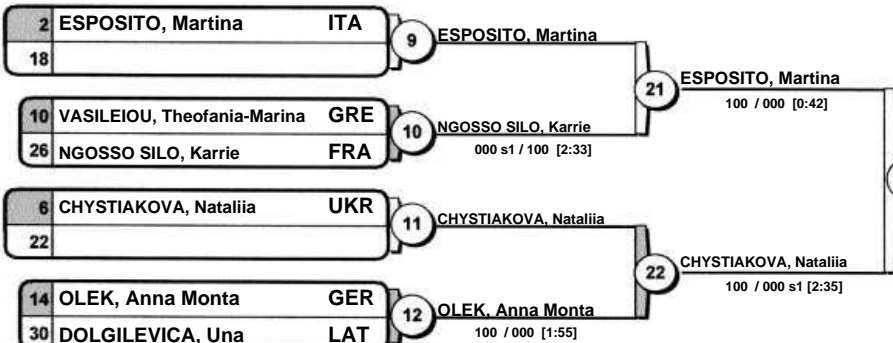 2 ESPOSITO, Martina ITA
18
9 ESPOSITO, Martina
10 VASILEIOU, Theofania-Marina GRE
26 NGOSSO SILO, Karrie FRA
10 NGOSSO SILO, Karrie
000 s1 / 100 [2:33]
21 ESPOSITO, Martina
100 / 000 [0:42]
6 CHYSTIAKOVA, Nataliia UKR
22
11 CHYSTIAKOVA, Nataliia
14 OLEK, Anna Monta GER
30 DOLGILEVICA, Una LAT
12 OLEK, Anna Monta
100 / 000 [1:55]
22 CHYSTIAKOVA, Nataliia
100 / 000 s1 [2:35]